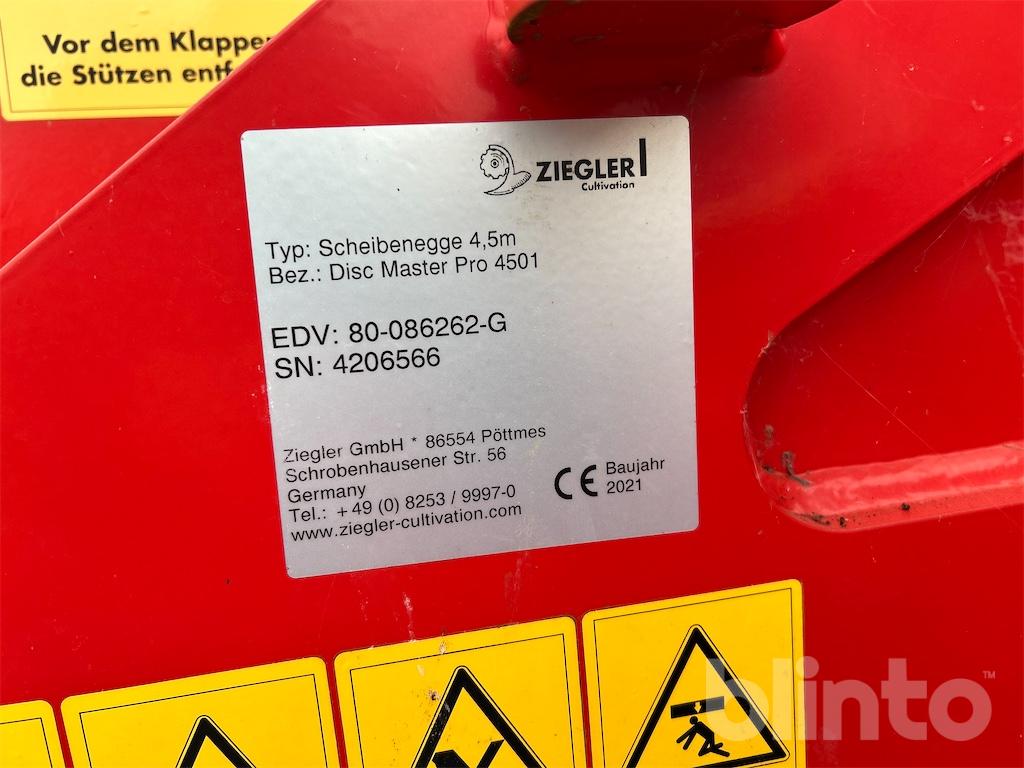 Vor dem Klappen
die Stützen entf
ZIEGLER
Cultivation
Typ: Scheibenegge 4,5m
Bez.: Disc Master Pro 4501
EDV: 80-086262-G
SN: 4206566
Ziegler GmbH * 86554 Pöttmes
Schrobenhausener Str. 56
Germany
Tel.: +49 (0) 8253 / 9997-0
www.ziegler-cultivation.com
CE
Baujahr
2021
blinto™